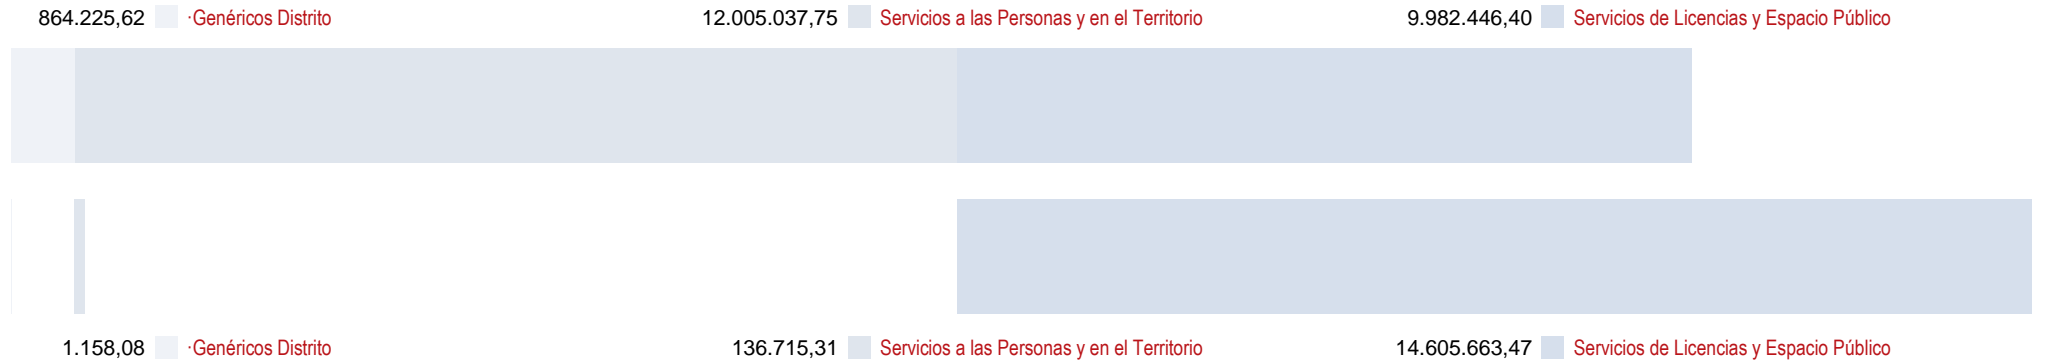 864.225,62 ·Genéricos Distrito 12.005.037,75 Servicios a las Personas y en el Territorio 9.982.446,40 Servicios de Licencias y Espacio Público
1.158,08 ·Genéricos Distrito 136.715,31 Servicios a las Personas y en el Territorio 14.605.663,47 Servicios de Licencias y Espacio Público